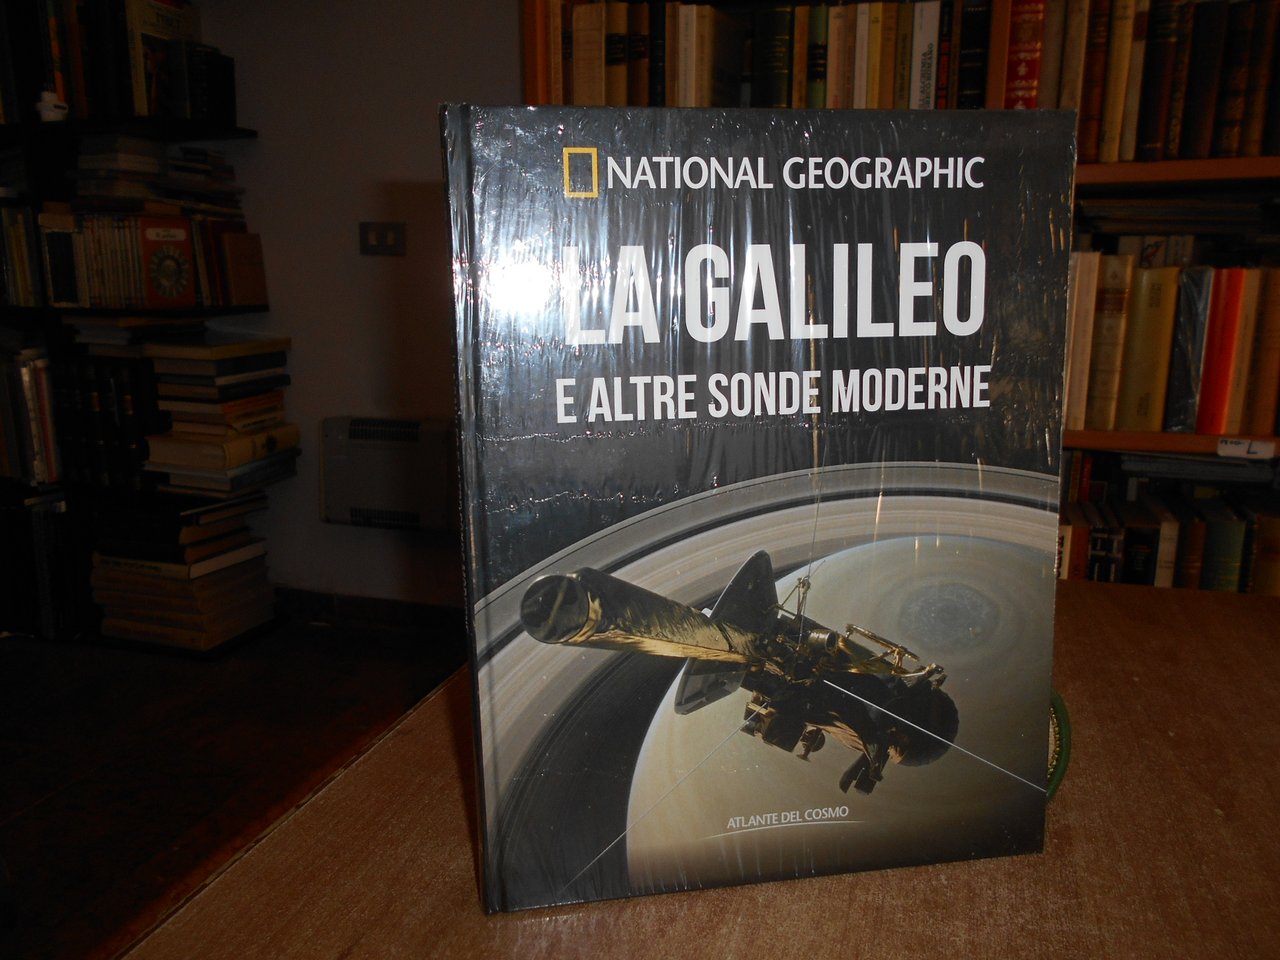 NATIONAL GEOGRAPHIC
LA GALILEO
E ALTRE SONDE MODERNE
ATLANTE DEL COSMO